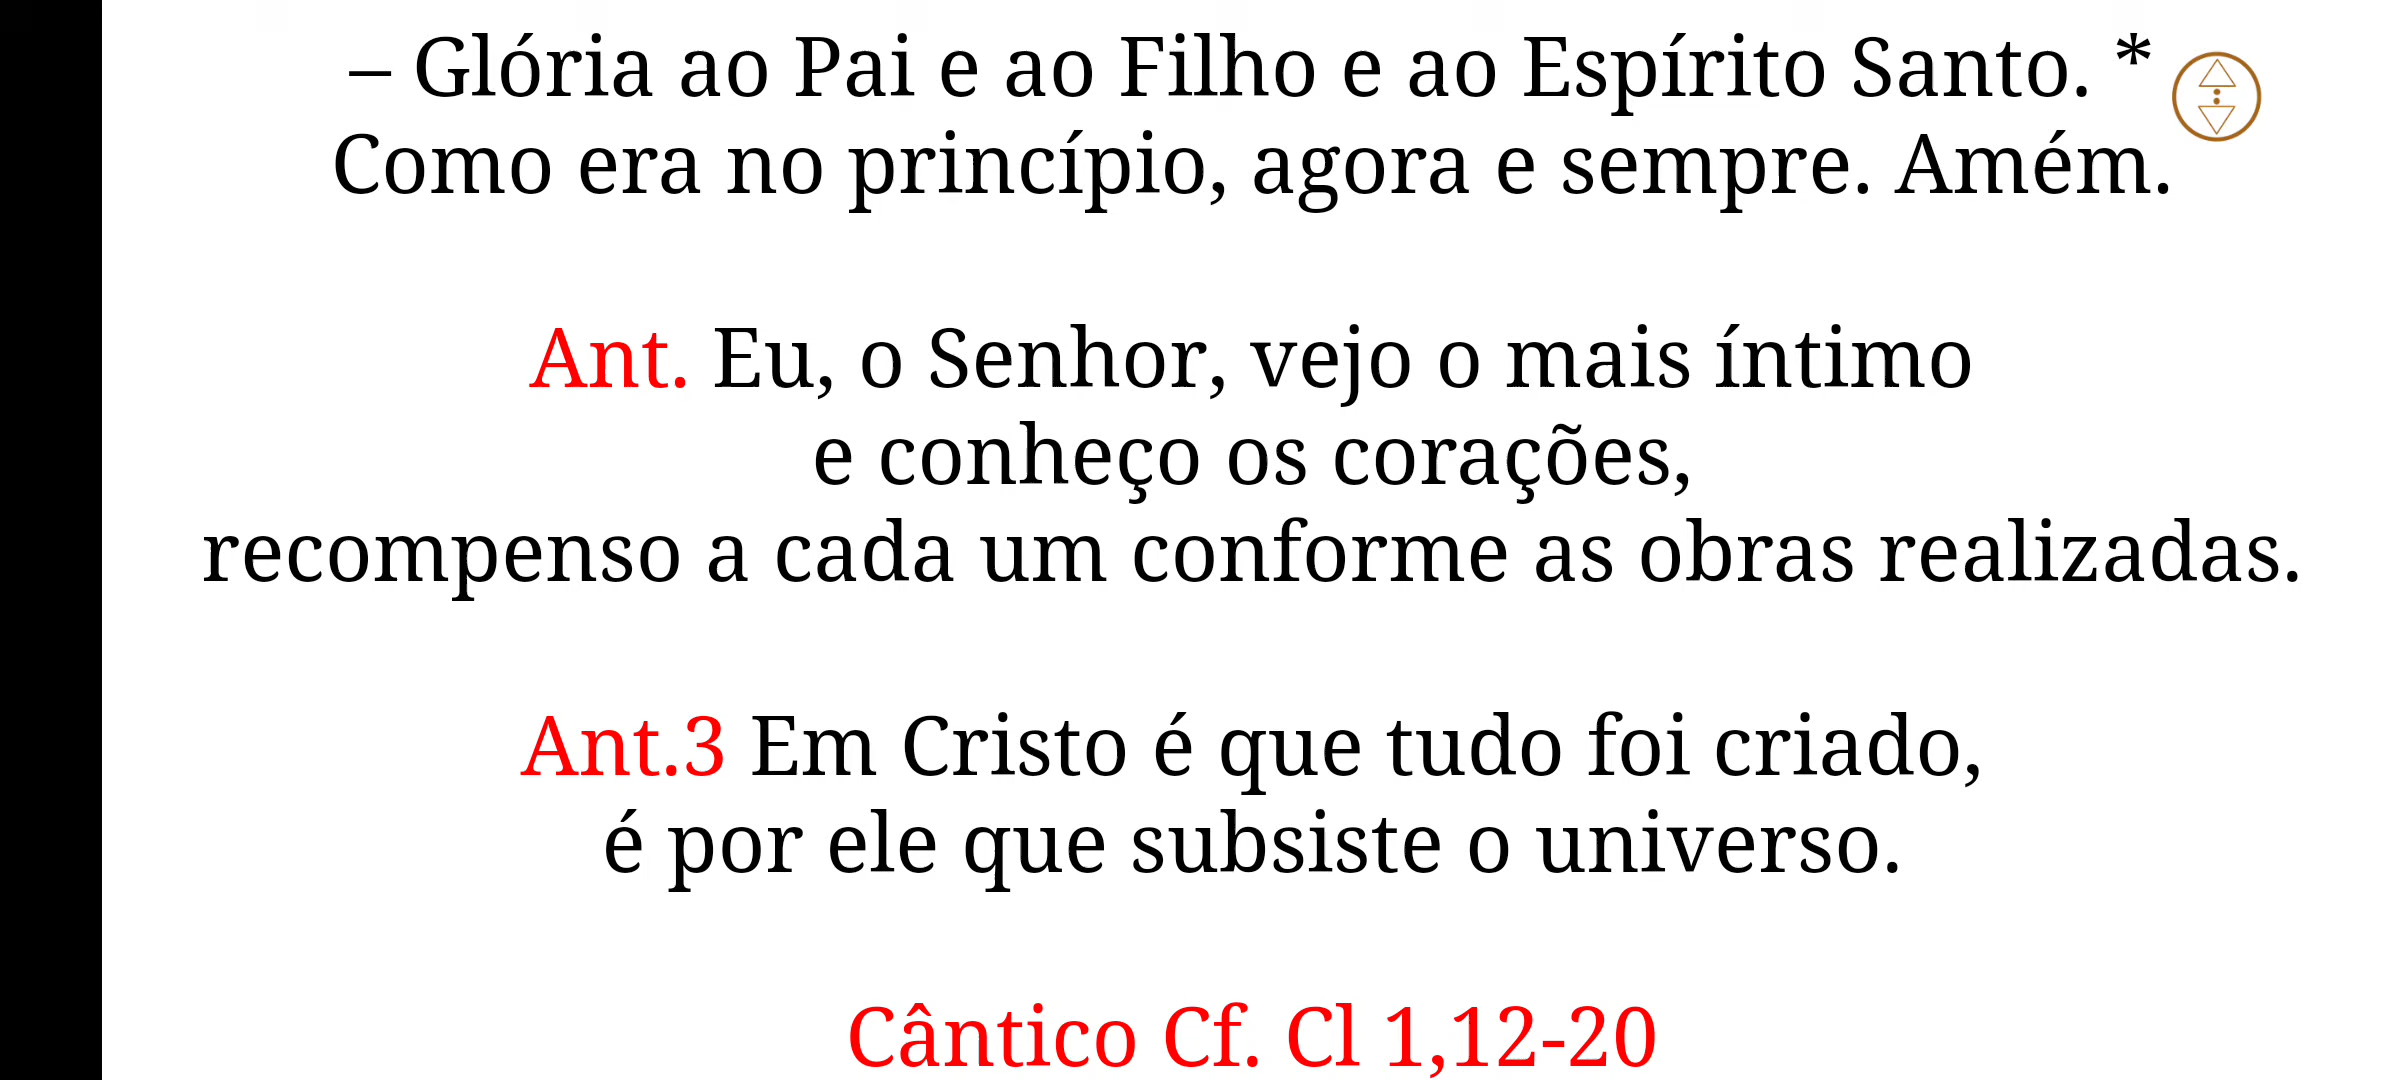 – Glória ao Pai e ao Filho e ao Espírito Santo. *
Como era no princípio, agora e sempre. Amém.
Ant. Eu, o Senhor, vejo o mais íntimo
e conheço os corações,
recompenso a cada um conforme as obras realizadas.
Ant.3 Em Cristo é que tudo foi criado,
é por ele que subsiste o universo.
Cântico Cf. Cl 1,12-20